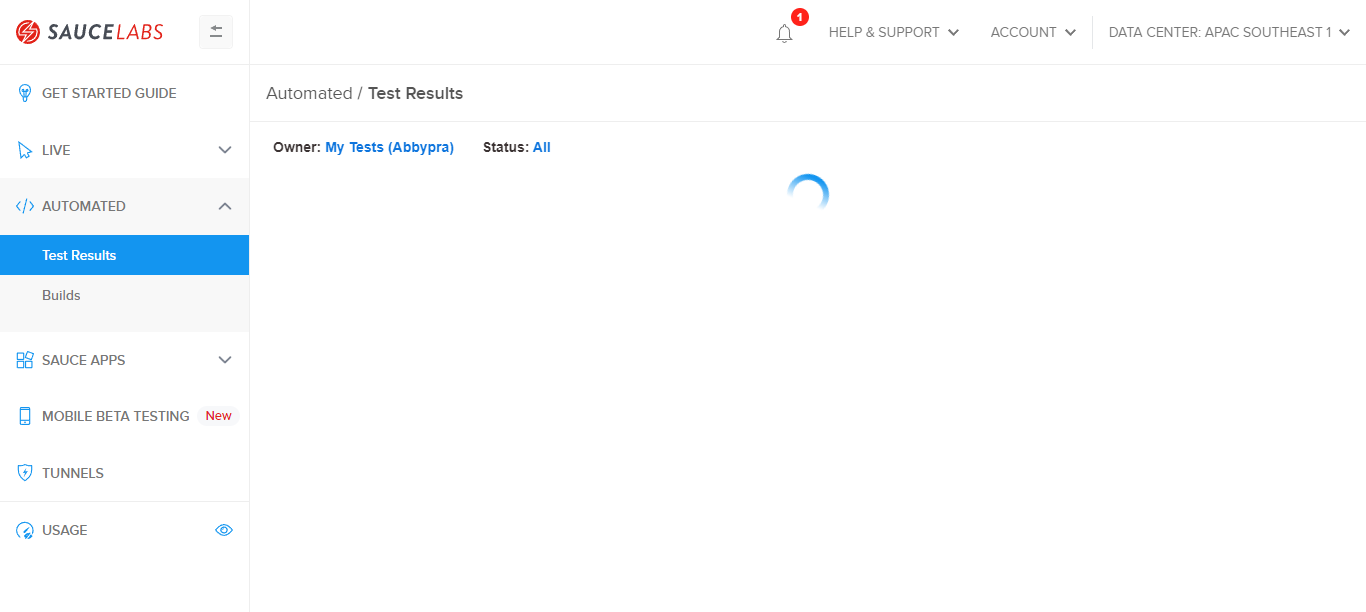 SAUCELABS
1
HELP & SUPPORT
ACCOUNT
DATA CENTER: APAC SOUTHEAST 1
GET STARTED GUIDE
LIVE
AUTOMATED
Test Results
Builds
SAUCE APPS
MOBILE BETA TESTING New
TUNNELS
USAGE
Automated / Test Results
Owner: My Tests (Abbypra) Status: All